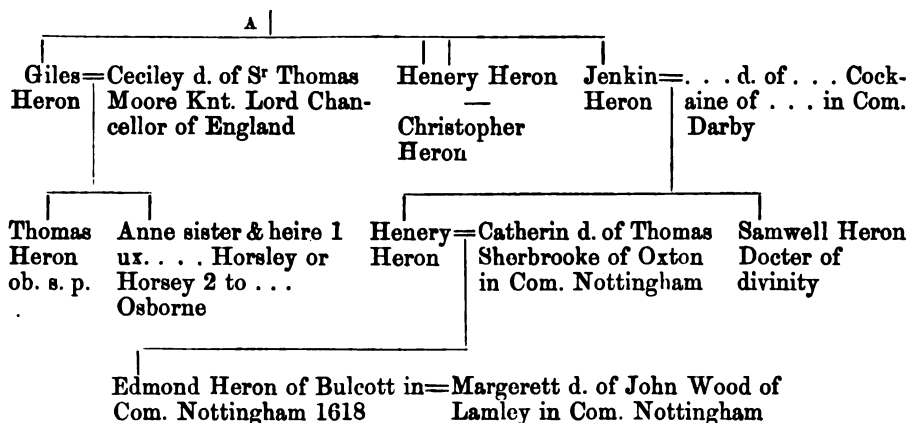 A
Giles= Ceciley d. of Sr Thomas
Heron Moore Knt. Lord Chan-
cellor of England
Henery Heron
—
Christopher
Heron
Jenkin= . . . d. of . . . Cock-
Heron aine of . . . in Com.
Darby
Thomas
Heron
ob. s. p.
Anne sister & heire 1
ux. . . . Horsley or
Horsey 2 to . . .
Osborne
Henery= Catherin d. of Thomas
Heron Sherbrooke of Oxton
in Com. Nottingham
Samwell Heron
Docter of
divinity
Edmond Heron of Bulcott in=Margerett d. of John Wood of
Com. Nottingham 1618 Lamley in Com. Nottingham